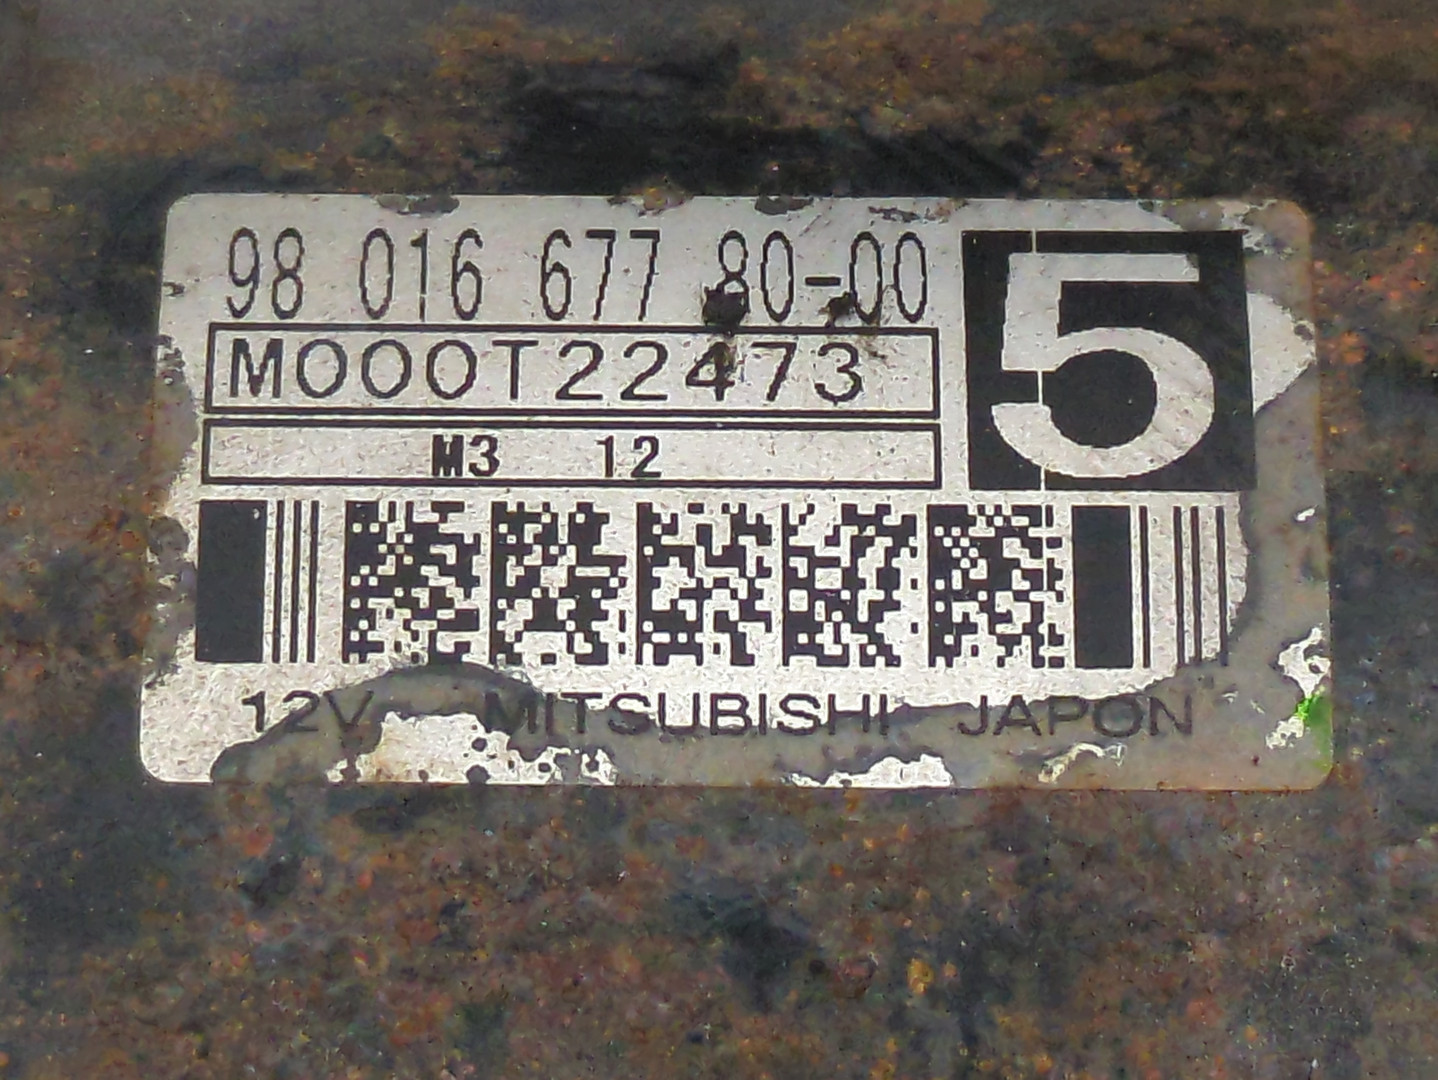 98 016 677 80-00
5
M000T22473
M3 12
12V MITSUBISHI JAPON